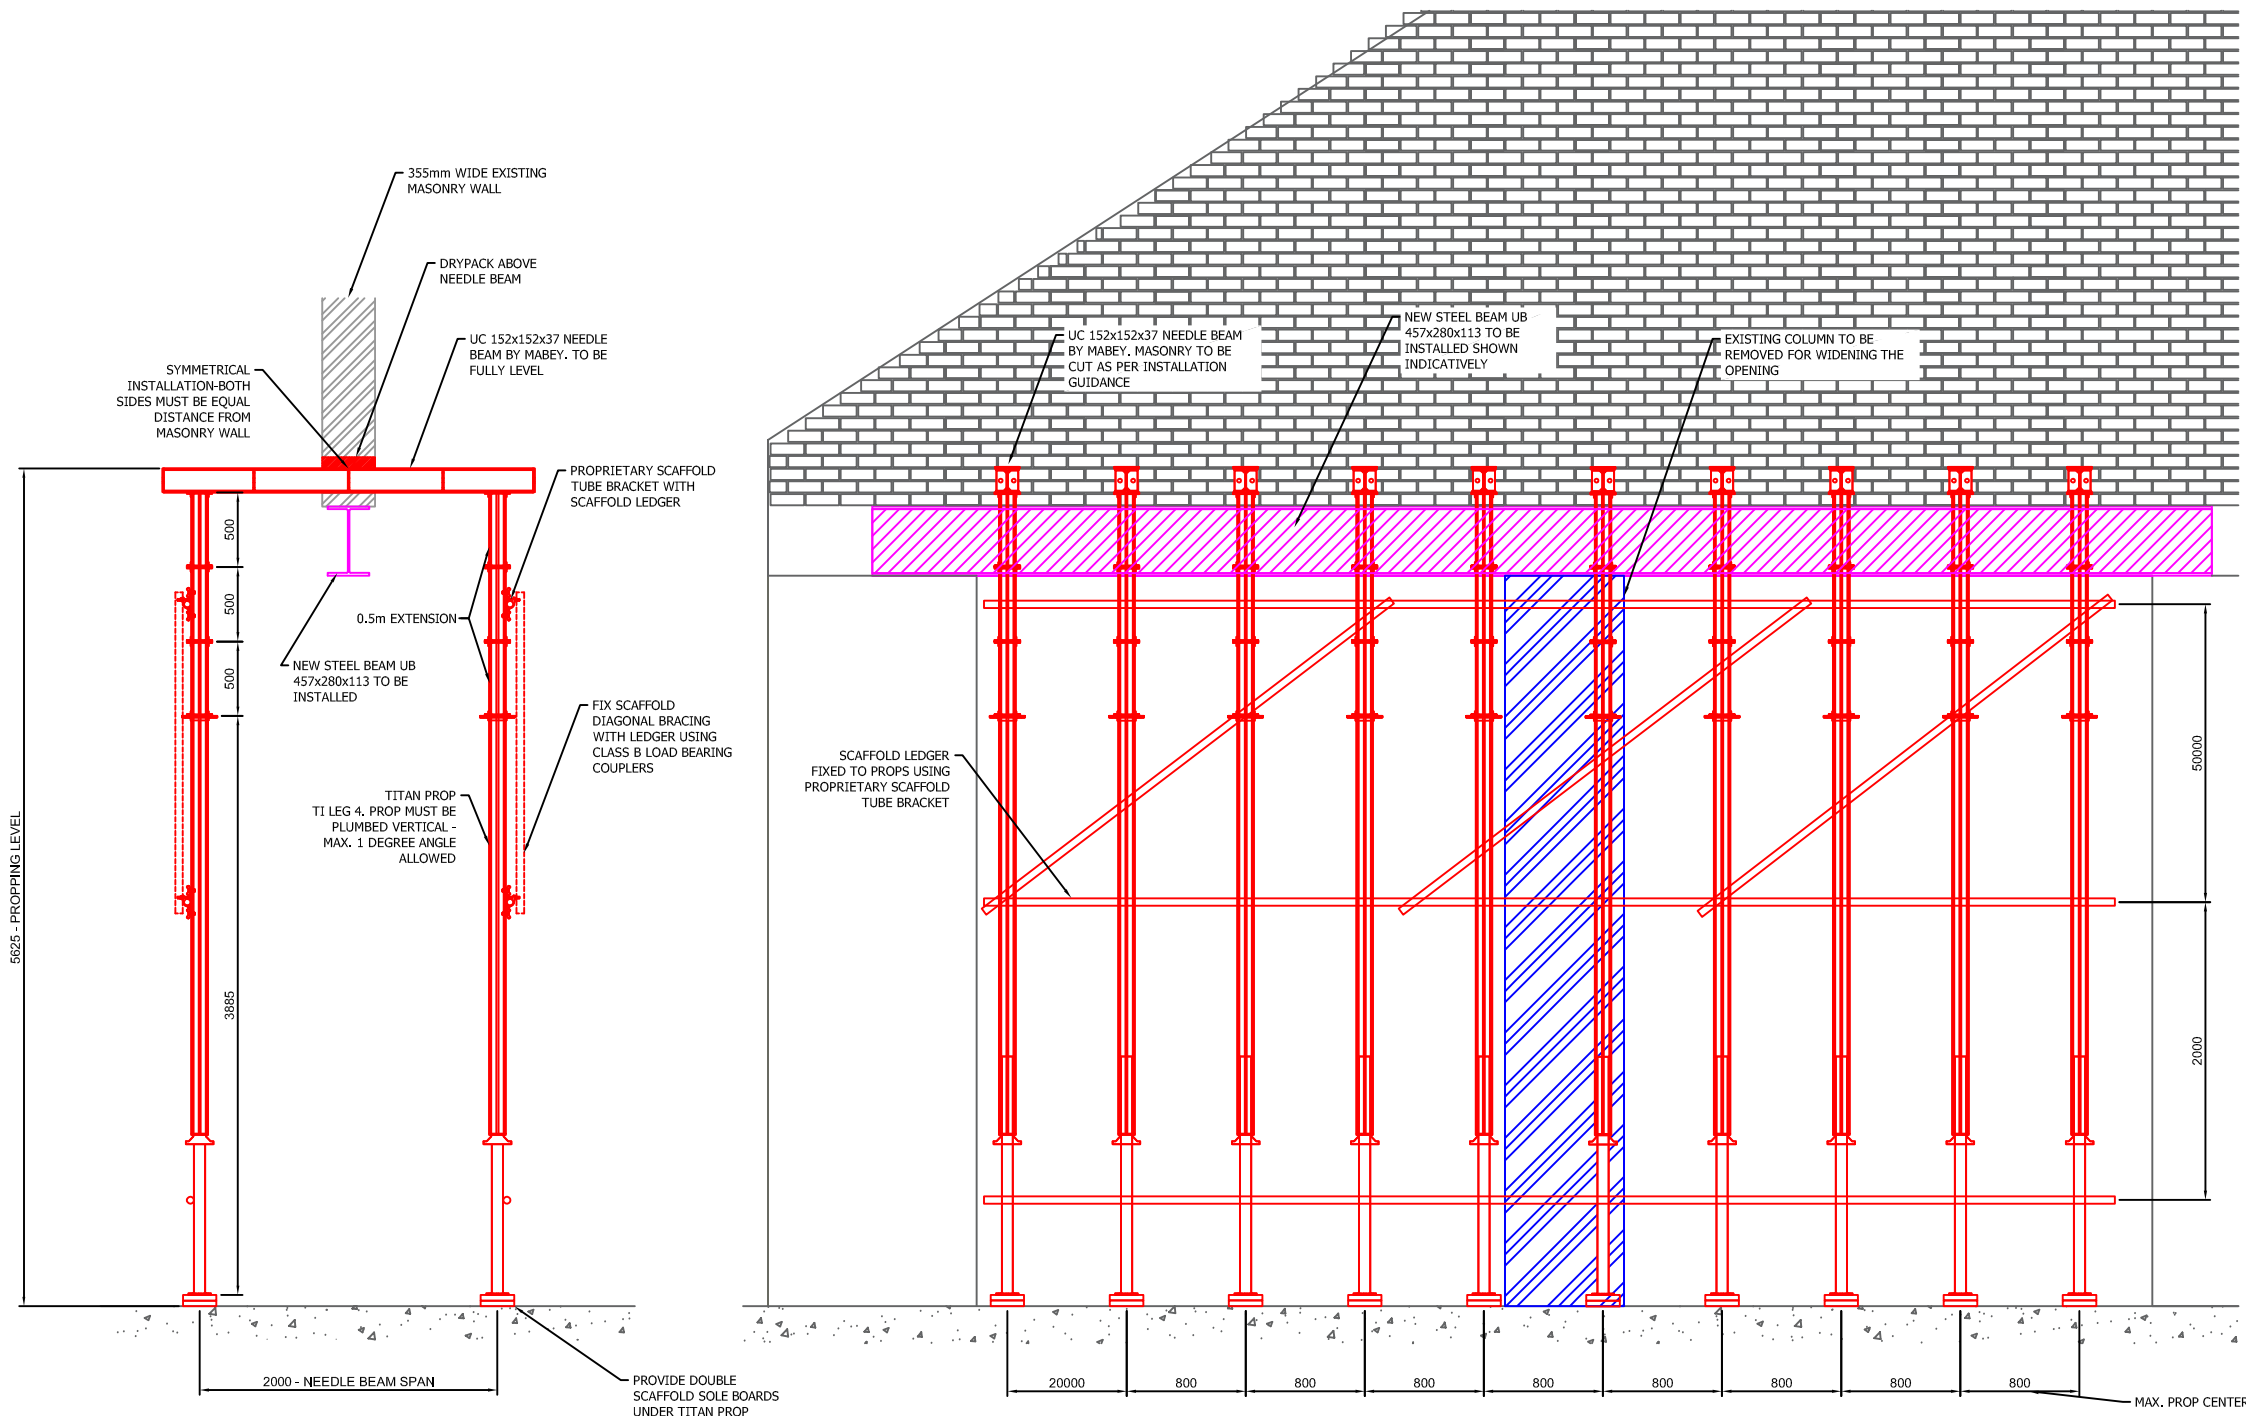 355mm WIDE EXISTING
MASONRY WALL
DRYPACK ABOVE
NEEDLE BEAM
UC 152x152x37 NEEDLE
BEAM BY MABEY. TO BE
FULLY LEVEL
SYMMETRICAL
INSTALLATION-BOTH
SIDES MUST BE EQUAL
DISTANCE FROM
MASONRY WALL
PROPRIETARY SCAFFOLD
TUBE BRACKET WITH
SCAFFOLD LEDGER
5000
500
500
3885
5625 - PROPPING LEVEL
0.5m EXTENSION
NEW STEEL BEAM UB
457x280x113 TO BE
INSTALLED
FIX SCAFFOLD
DIAGONAL BRACING
WITH LEDGER USING
CLASS B LOAD BEARING
COUPLERS
TITAN PROP
TI LEG 4. PROP MUST BE
PLUMBED VERTICAL -
MAX. 1 DEGREE ANGLE
ALLOWED
2000 - NEEDLE BEAM SPAN
PROVIDE DOUBLE
SCAFFOLD SOLE BOARDS
UNDER TITAN PROP
UC 152x152x37 NEEDLE BEAM
BY MABEY. MASONRY TO BE
CUT AS PER INSTALLATION
GUIDANCE
NEW STEEL BEAM UB
457x280x113 TO BE
INSTALLED SHOWN
INDICATIVELY
EXISTING COLUMN TO BE
REMOVED FOR WIDENING THE
OPENING
SCAFFOLD LEDGER
FIXED TO PROPS USING
PROPRIETARY SCAFFOLD
TUBE BRACKET
50000
2000
20000
800
800
800
800
800
800
800
800
MAX. PROP CENTER